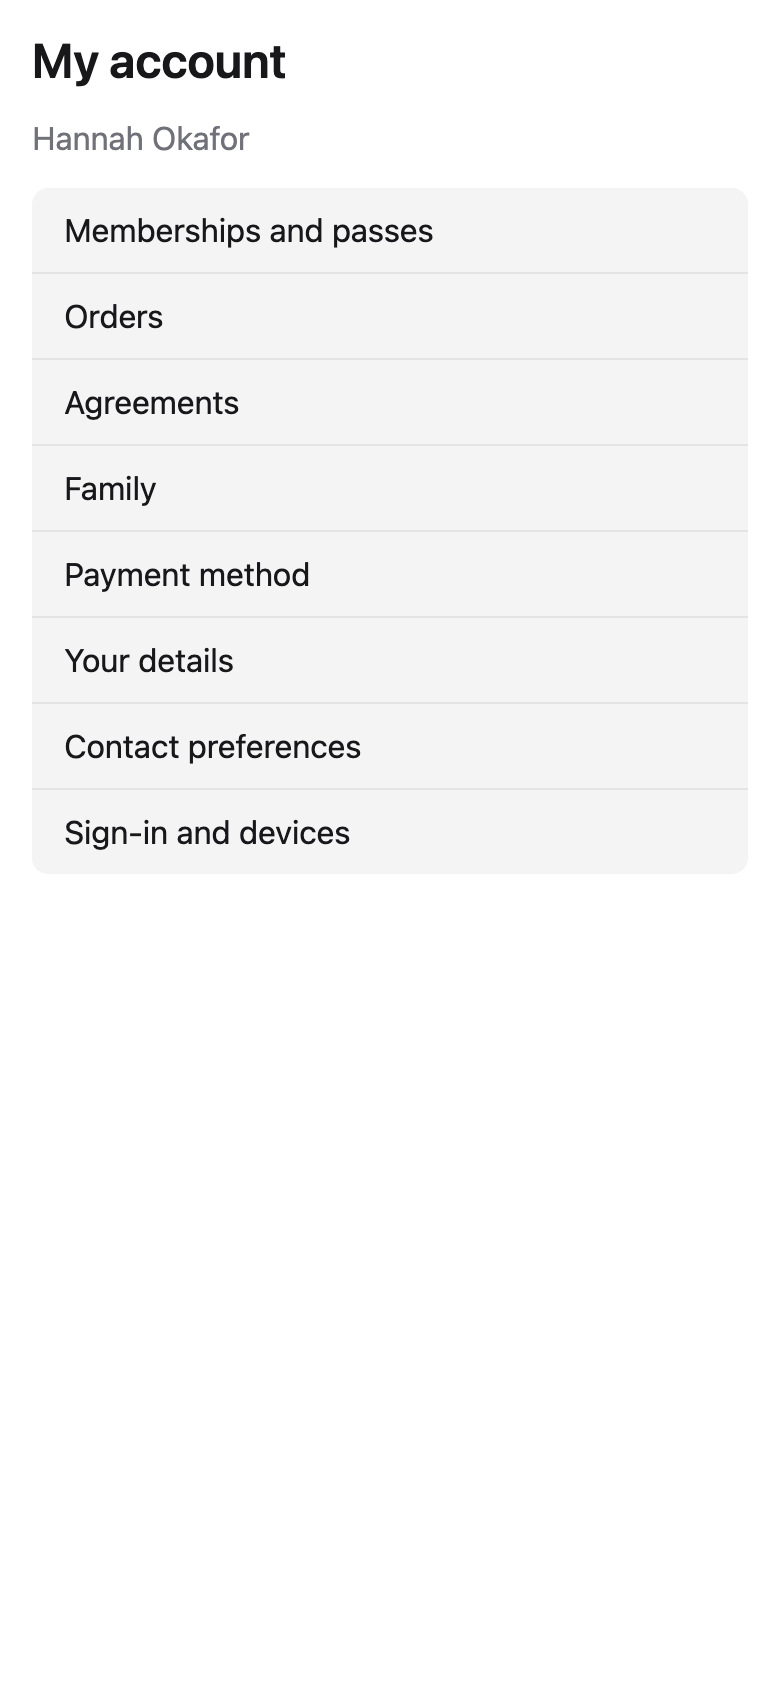 My account
Hannah Okafor
Memberships and passes
Orders
Agreements
Family
Payment method
Your details
Contact preferences
Sign-in and devices